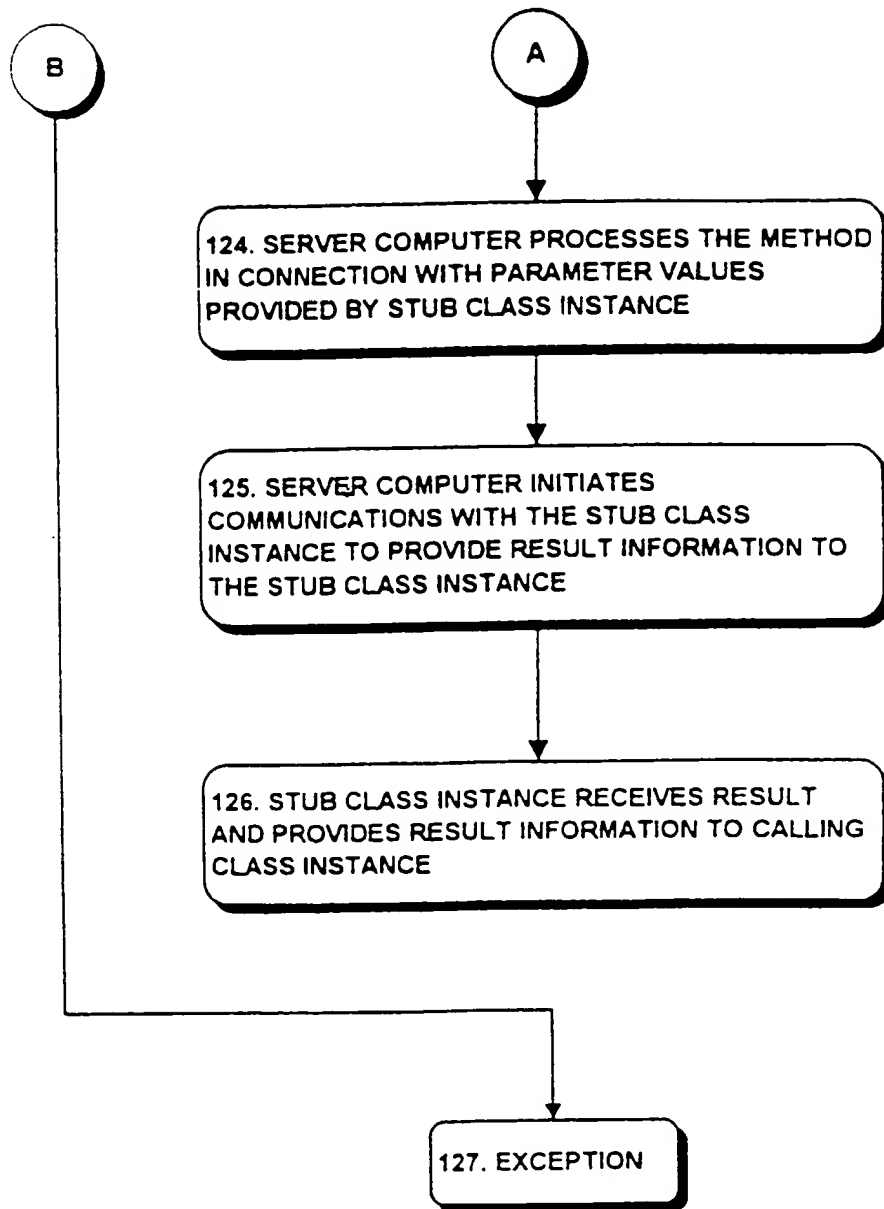 B
A
124. SERVER COMPUTER PROCESSES THE METHOD
IN CONNECTION WITH PARAMETER VALUES
PROVIDED BY STUB CLASS INSTANCE
125. SERVER COMPUTER INITIATES
COMMUNICATIONS WITH THE STUB CLASS
INSTANCE TO PROVIDE RESULT INFORMATION TO
THE STUB CLASS INSTANCE
126. STUB CLASS INSTANCE RECEIVES RESULT
AND PROVIDES RESULT INFORMATION TO CALLING
CLASS INSTANCE
127. EXCEPTION